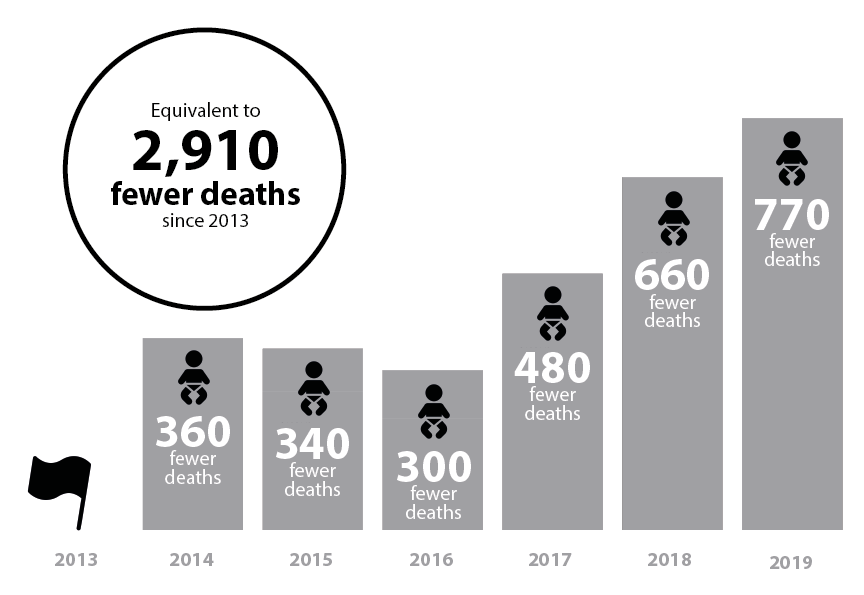 Equivalent to
2,910
fewer deaths
since 2013
360
fewer
deaths
340
fewer
deaths
300
fewer
deaths
480
fewer
deaths
660
fewer
deaths
770
fewer
deaths
2013
2014
2015
2016
2017
2018
2019